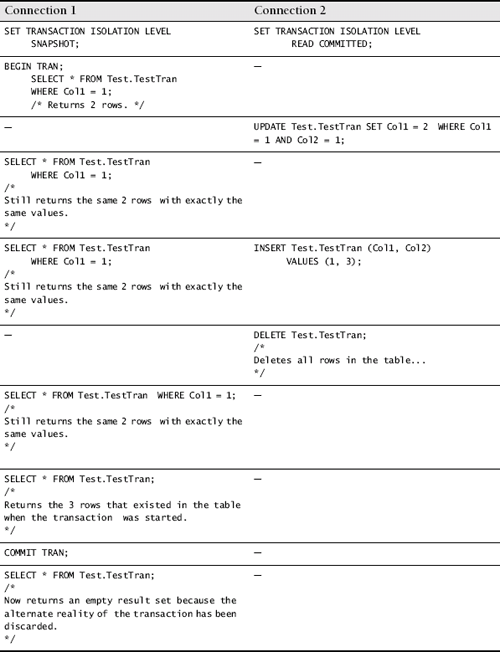 Connection 1 Connection 2
SET TRANSACTION ISOLATION LEVEL SET TRANSACTION ISOLATION LEVEL
SNAPSHOT; READ COMMITTED;
BEGIN TRAN; —
SELECT * FROM Test.TestTran
WHERE Col1 = 1;
/* Returns 2 rows. */
— UPDATE Test.TestTran SET Col1 = 2 WHERE Col1
= 1 AND Col2 = 1;
SELECT * FROM Test.TestTran —
WHERE Col1 = 1;
/*
Still returns the same 2 rows with exactly the
same values.
*/
SELECT * FROM Test.TestTran INSERT Test.TestTran (Col1, Col2)
WHERE Col1 = 1; VALUES (1, 3);
/*
Still returns the same 2 rows with exactly the
same values.
*/
— DELETE Test.TestTran;
/*
Deletes all rows in the table...
*/
SELECT * FROM Test.TestTran WHERE Col1 = 1; —
/*
Still returns the same 2 rows with exactly the
same values.
*/
SELECT * FROM Test.TestTran; —
/*
Returns the 3 rows that existed in the table
when the transaction was started.
*/
COMMIT TRAN; —
SELECT * FROM Test.TestTran; —
/*
Now returns an empty result set because the
alternate reality of the transaction has been
discarded.
*/